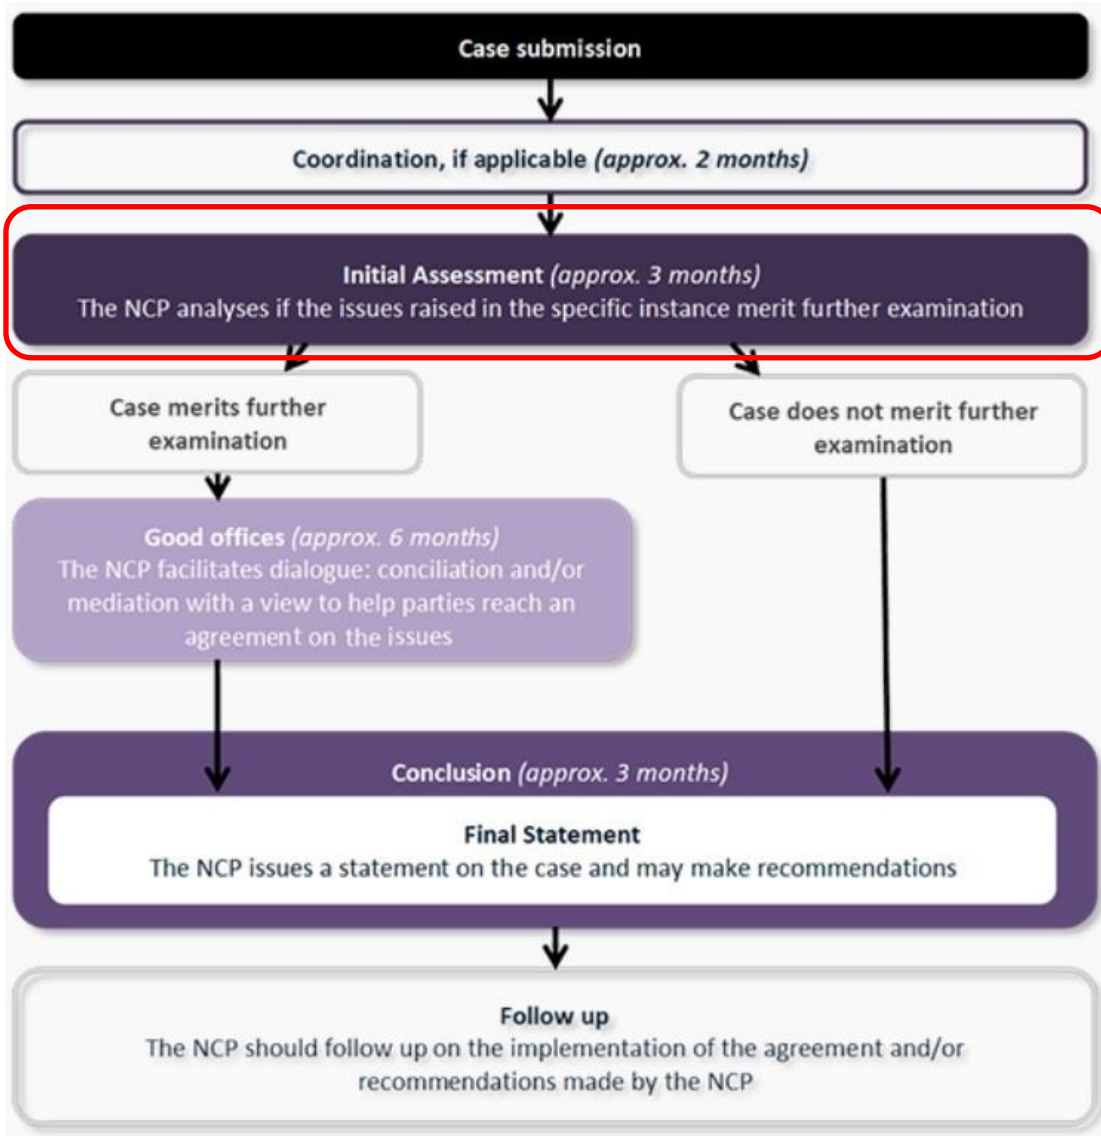 Case submission
Coordination, if applicable (approx. 2 months)
Initial Assessment (approx. 3 months)
The NCP analyses if the issues raised in the specific instance merit further examination
Case merits further
examination
Case does not merit further
examination
Good offices (approx. 6 months)
The NCP facilitates dialogue: conciliation and/or
mediation with a view to help parties reach an
agreement on the issues
Conclusion (approx. 3 months)
Final Statement
The NCP issues a statement on the case and may make recommendations
Follow up
The NCP should follow up on the implementation of the agreement and/or
recommendations made by the NCP